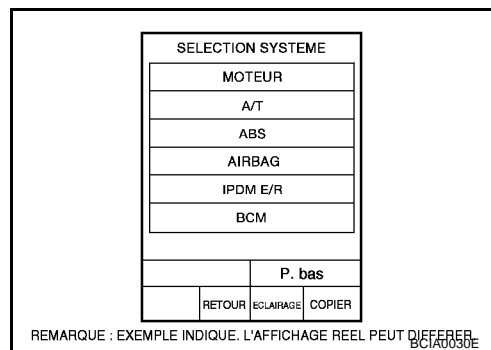 SELECTION SYSTEME
MOTEUR
A/T
ABS
AIRBAG
IPDM E/R
BCM
P. bas
RETOUR ECLAIRAGE COPIER
REMARQUE : EXEMPLE INDIQUE. L'AFFICHAGE REEL PEUT DIFFERER.
BCIA0030E